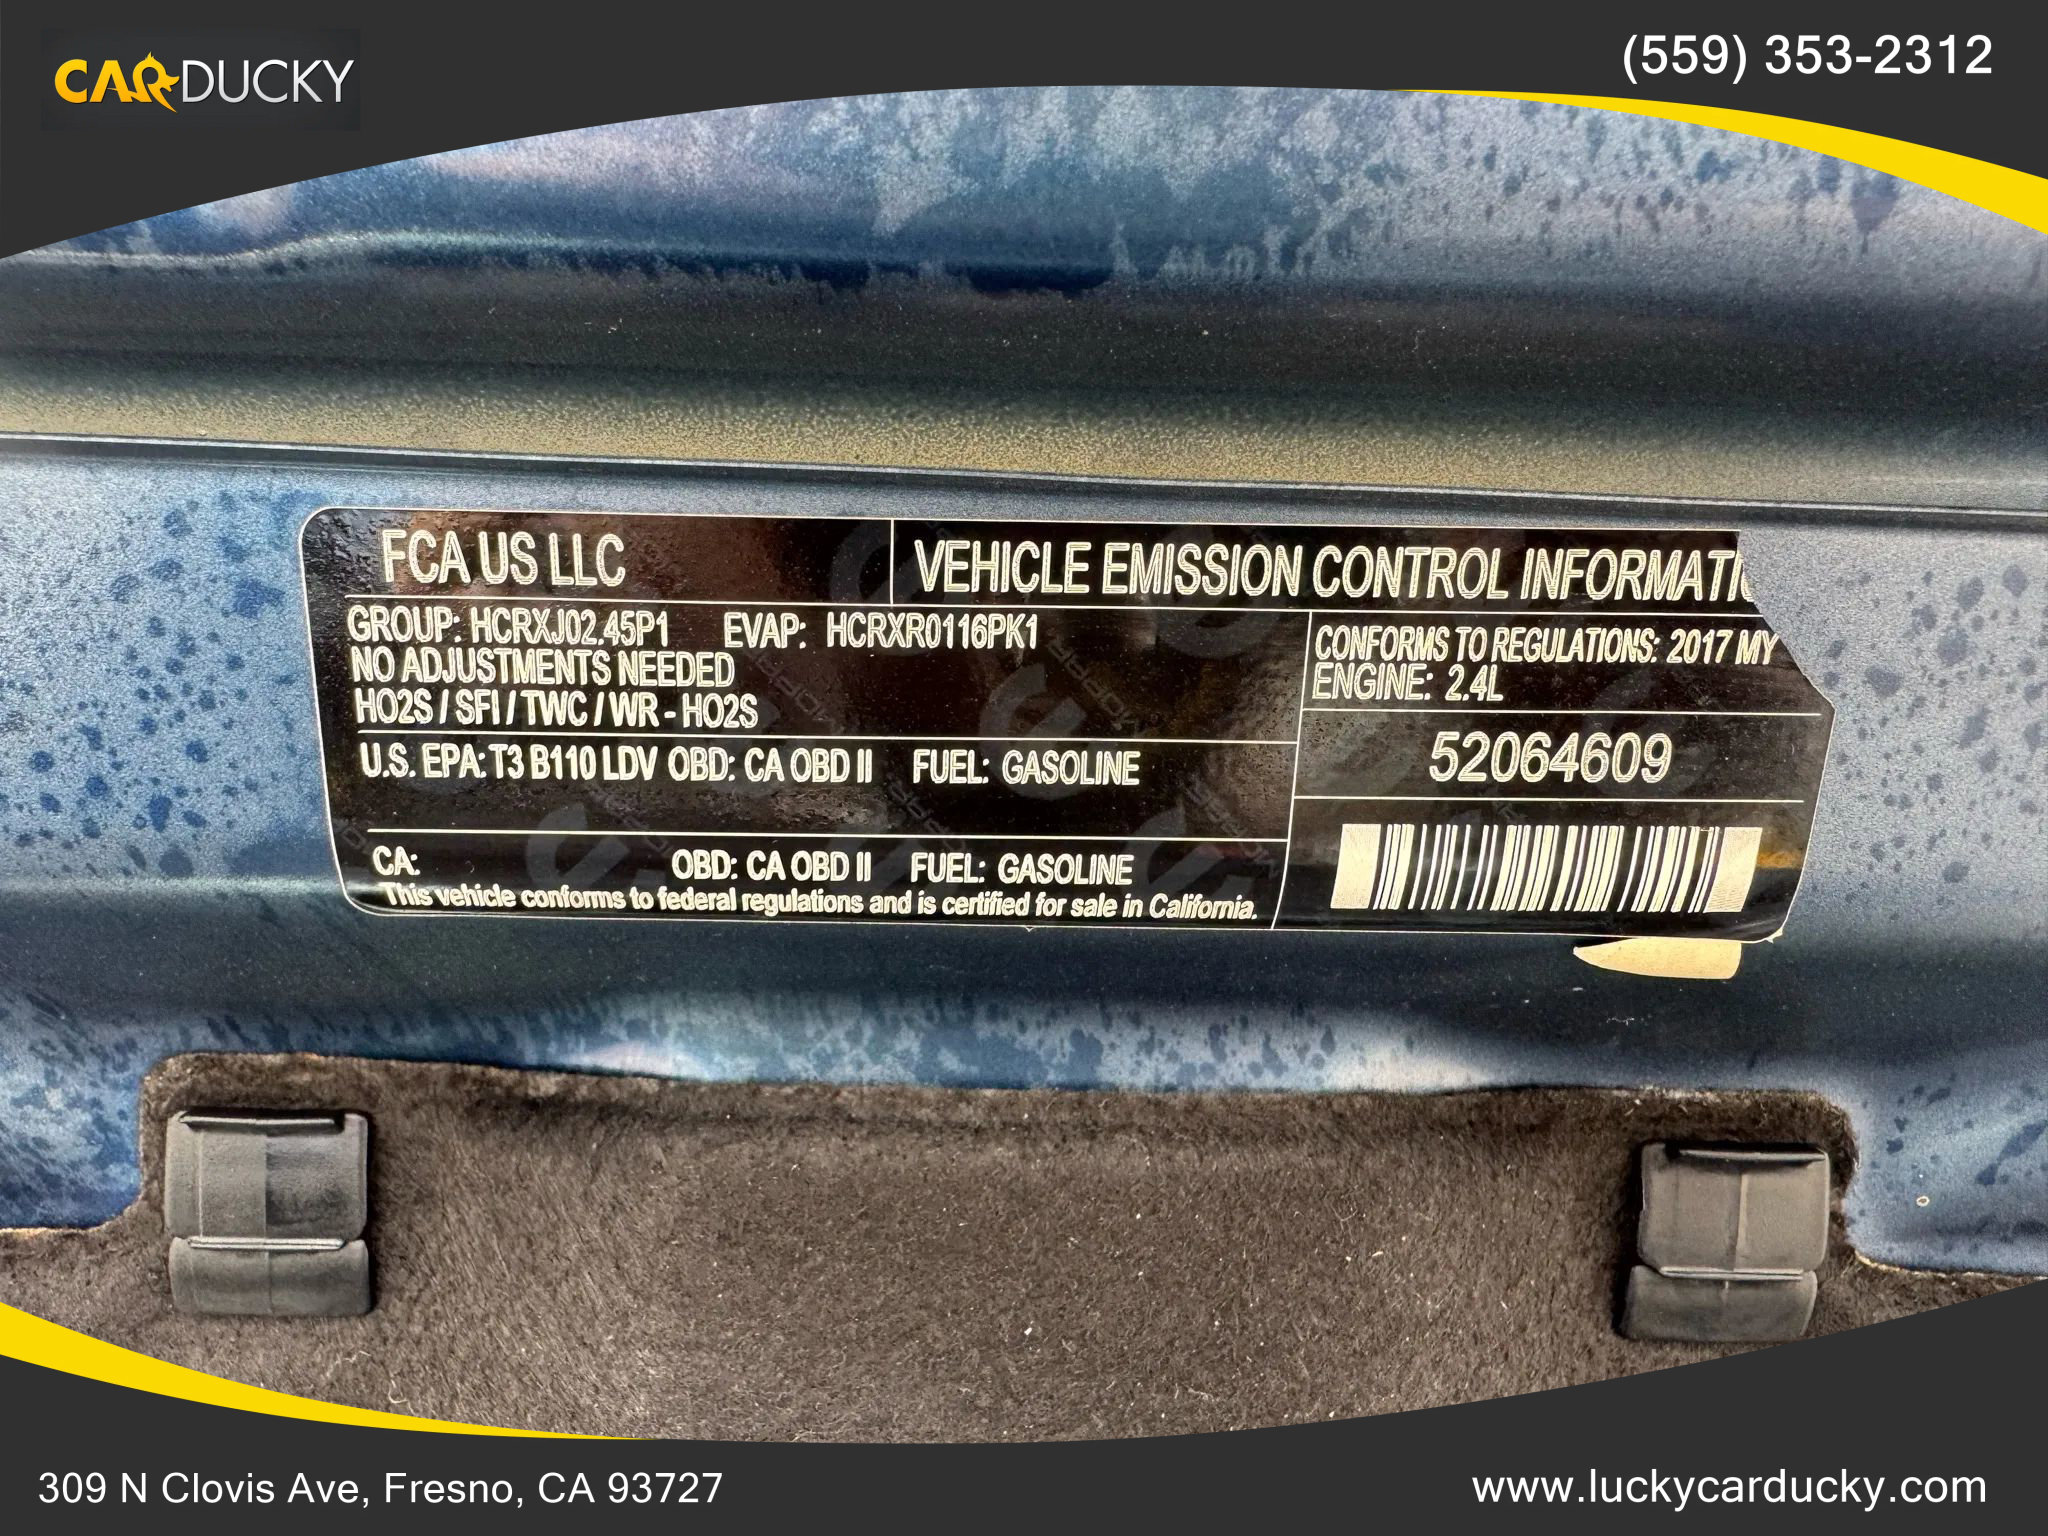 CARDUCKY
(559) 353-2312
FCA US LLC
VEHICLE EMISSION CONTROL INFORMATI
GROUP: HCRXJ02.45P1 EVAP: HCRXR0116PK1
NO ADJUSTMENTS NEEDED
HO2S / SFI / TWC / WR - HO2S
CONFORMS TO REGULATIONS: 2017 MY
ENGINE: 2.4L
U.S. EPA: T3 B110 LDV OBD: CA OBD II FUEL: GASOLINE
52064609
CA: OBD: CA OBD II FUEL: GASOLINE
This vehicle conforms to federal regulations and is certified for sale in California.
309 N Clovis Ave, Fresno, CA 93727
www.luckycarducky.com